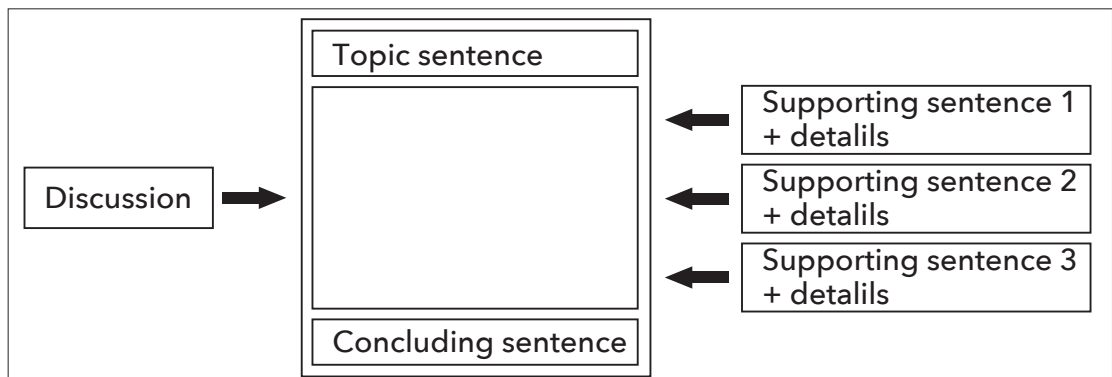 Topic sentence
Supporting sentence 1
+ detalils
Discussion
Supporting sentence 2
+ detalils
Supporting sentence 3
+ detalils
Concluding sentence